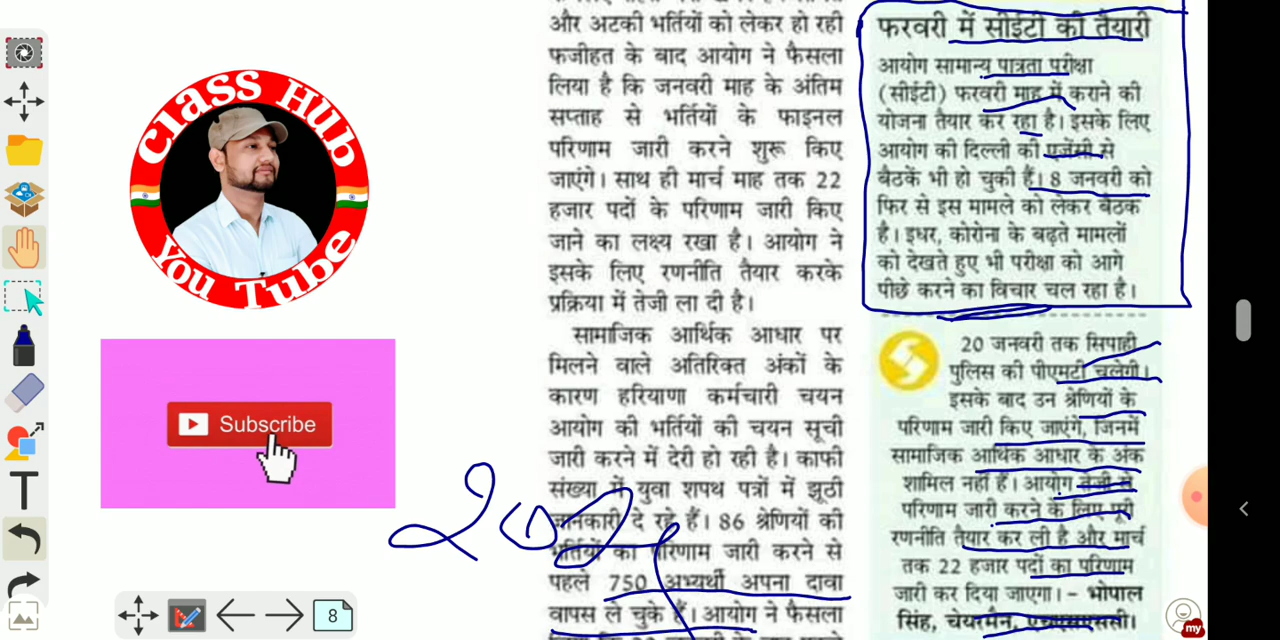 Class Hub
You Tube
Subscribe
और अटकी भर्तियों को लेकर हो रही
फजीहत के बाद आयोग ने फैसला
लिया है कि जनवरी माह के अंतिम
सप्ताह से भर्तियों के फाइनल
परिणाम जारी करने शुरू किए
जाएंगे। साथ ही मार्च माह तक 22
हजार पदों के परिणाम जारी किए
जाने का लक्ष्य रखा है। आयोग ने
इसके लिए रणनीति तैयार करके
प्रक्रिया में तेजी ला दी है।
सामाजिक आर्थिक आधार पर
मिलने वाले अतिरिक्त अंकों के
कारण हरियाणा कर्मचारी चयन
आयोग की भर्तियों की चयन सूची
जारी करने में देरी हो रही है। काफी
संख्या में युवा शपथ पत्रों में झूठी
जानकारी दे रहे हैं। 86 श्रेणियों की
भर्तियों का परिणाम जारी करने से
पहले 750 अभ्यर्थी अपना दावा
वापस ले चुके हैं। आयोग ने फैसला
फरवरी में सीईटी की तैयारी
आयोग सामान्य पात्रता परीक्षा
(सीईटी) फरवरी माह में कराने की
योजना तैयार कर रहा है। इसके लिए
आयोग की दिल्ली की एजेंसी से
बैठकें भी हो चुकी हैं। 8 जनवरी को
फिर से इस मामले को लेकर बैठक
है। इधर, कोरोना के बढ़ते मामलों
को देखते हुए भी परीक्षा को आगे
पीछे करने का विचार चल रहा है।
20 जनवरी तक सिपाही
पुलिस की पीएमटी चलेगी।
इसके बाद उन श्रेणियों के
परिणाम जारी किए जाएंगे, जिनमें
सामाजिक आर्थिक आधार के अंक
शामिल नहीं हैं। आयोग तेजी से
परिणाम जारी करने के लिए पूरी
रणनीति तैयार कर ली है और मार्च
तक 22 हजार पदों का परिणाम
जारी कर दिया जाएगा। - भोपाल
सिंह, चेयरमैन, एचएसएससी।
8
my